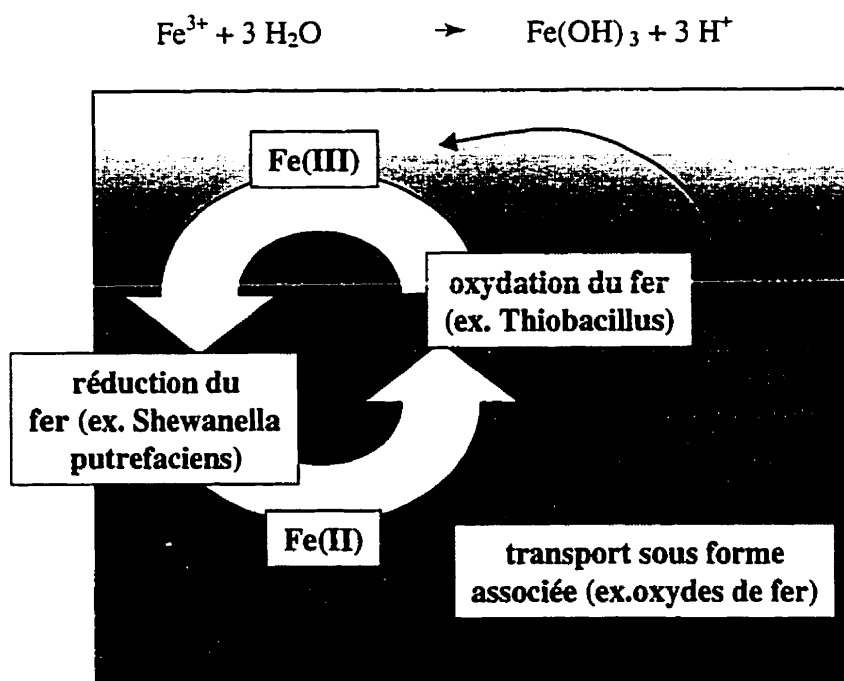 Fe³⁺ + 3 H₂O → Fe(OH)₃ + 3 H⁺
Fe(III)
oxydation du fer
(ex. Thiobacillus)
réduction du
fer (ex. Shewanella
putrefaciens)
Fe(II)
transport sous forme
associée (ex.oxydes de fer)